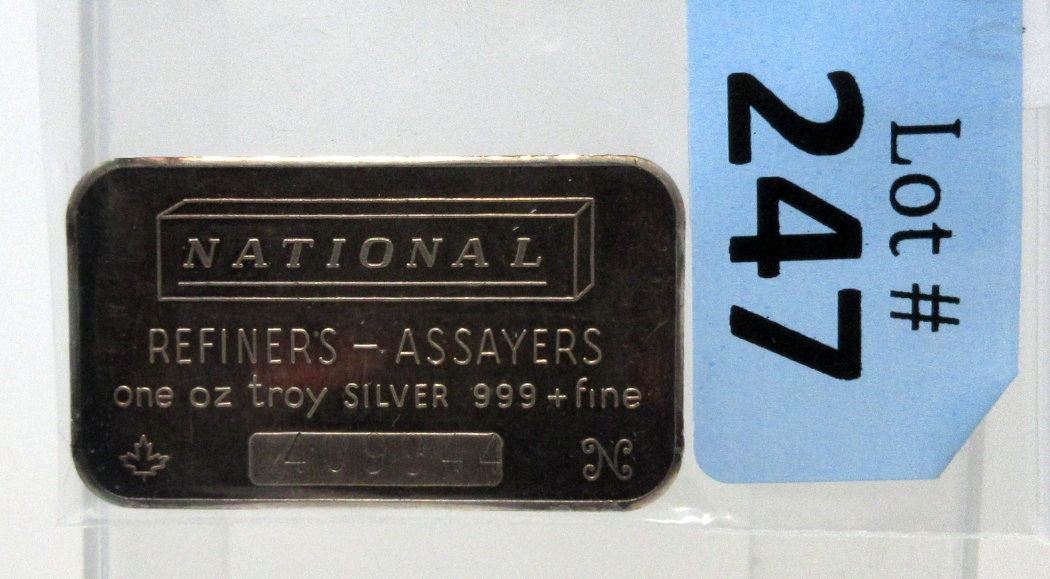 NATIONAL
REFINERS – ASSAYERS
one oz troy SILVER 999 + fine
N
Lot #
247